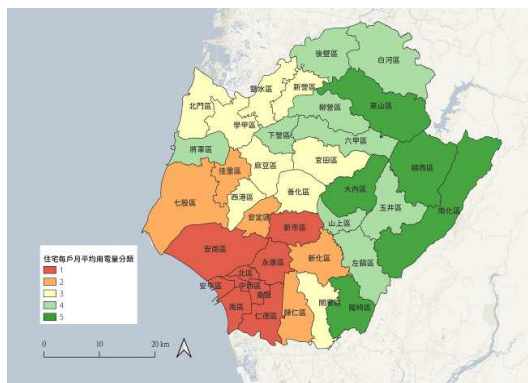 後壁區
白河區
鹽水區
新營區
北門區
東山區
柳營區
學甲區
下營區
六甲區
將軍區
麻豆區
官田區
佳里區
楠西區
七股區
西港區
善化區
大內區
玉井區
南化區
安定區
山上區
新市區
安南區
永康區
新化區
左鎮區
北區
安平區
中西區
東區
南區
仁德區
歸仁區
關廟區
龍崎區
住宅每戶月平均用電量分類
1
2
3
4
5
0
10
20 km